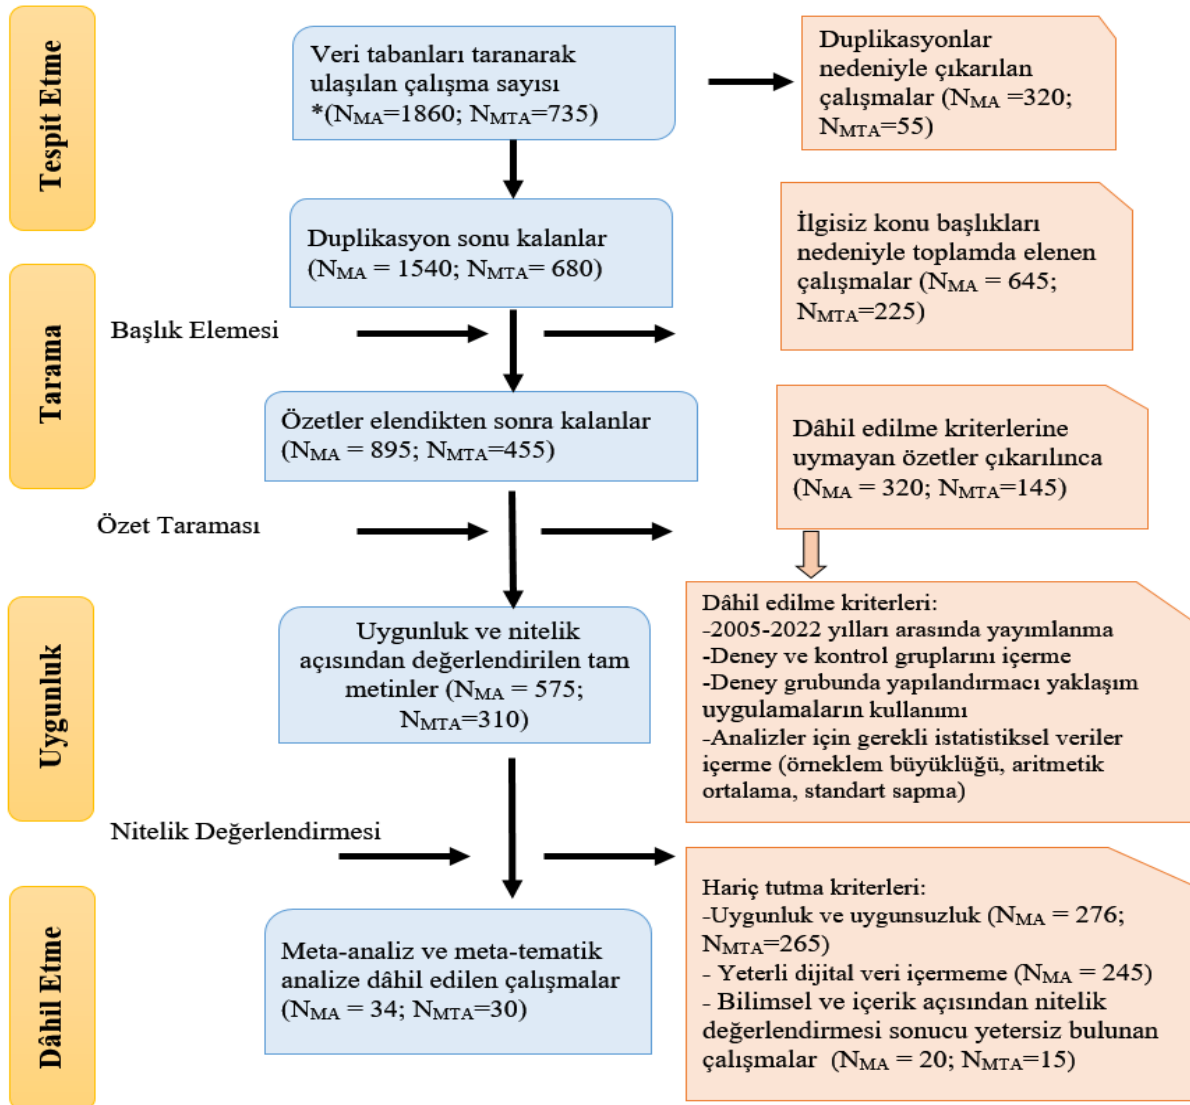 Tespit Etme
Veri tabanları taranarak
ulaşılan çalışma sayısı
*(NMA=1860; NMTA=735)
Duplikasyonlar
nedeniyle çıkarılan
çalışmalar (NMA =320;
NMTA=55)
Duplikasyon sonu kalanlar
(NMA = 1540; NMTA= 680)
İlgisiz konu başlıkları
nedeniyle toplamda elenen
çalışmalar (NMA = 645;
NMTA=225)
Tarama
Başlık Elemesi
Özetler elendikten sonra kalanlar
(NMA = 895; NMTA=455)
Dâhil edilme kriterlerine
uymayan özetler çıkarılınca
(NMA = 320; NMTA=145)
Özet Taraması
Uygunluk
Uygunluk ve nitelik
açısından değerlendirilen tam
metinler (NMA = 575;
NMTA=310)
Dâhil edilme kriterleri:
-2005-2022 yılları arasında yayımlanma
-Deney ve kontrol gruplarını içerme
-Deney grubunda yapılandırmacı yaklaşım
uygulamaların kullanımı
-Analizler için gerekli istatistiksel veriler
içerme (örneklem büyüklüğü, aritmetik
ortalama, standart sapma)
Nitelik Değerlendirmesi
Dâhil Etme
Meta-analiz ve meta-tematik
analize dâhil edilen çalışmalar
(NMA = 34; NMTA=30)
Hariç tutma kriterleri:
-Uygunluk ve uygunsuzluk (NMA = 276;
NMTA=265)
- Yeterli dijital veri içermeme (NMA = 245)
- Bilimsel ve içerik açısından nitelik
değerlendirmesi sonucu yetersiz bulunan
çalışmalar (NMA = 20; NMTA=15)